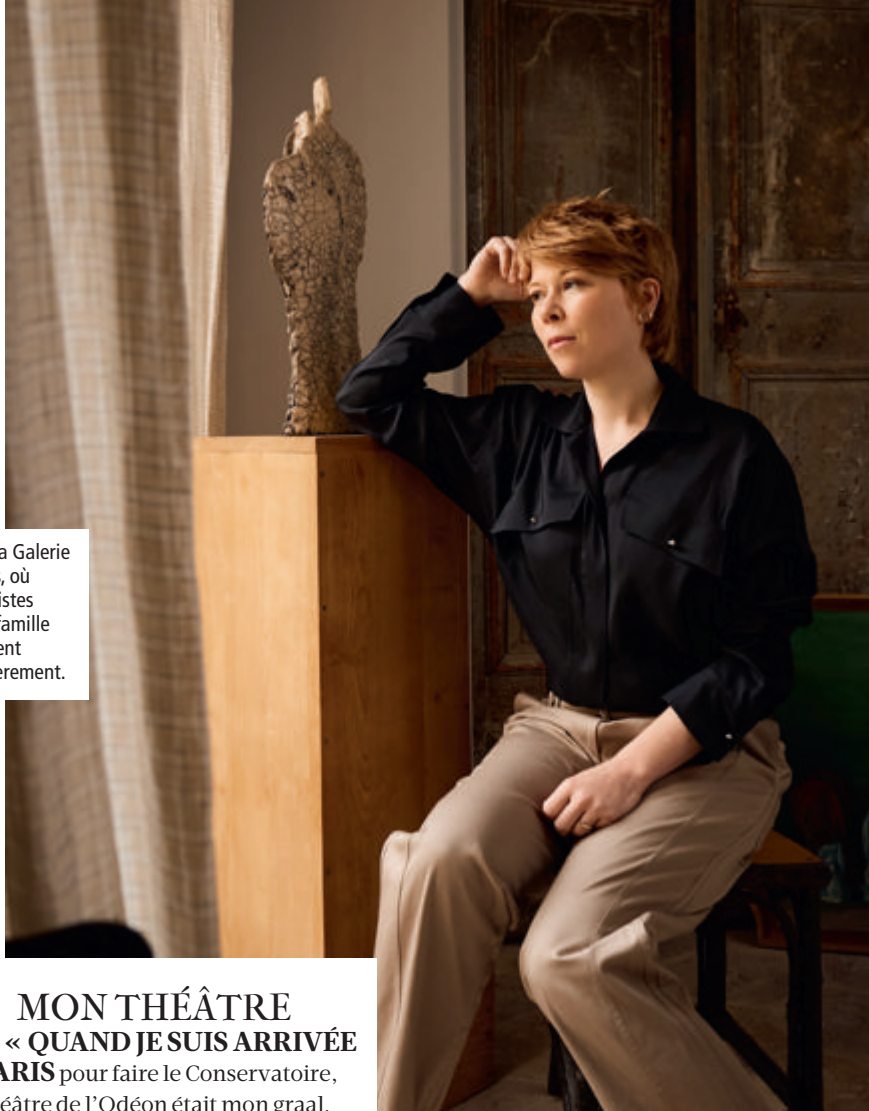 a Galerie
, où
istes
famille
ent
èrement.
MON THÉÂTRE
« QUAND JE SUIS ARRIVÉE
ARIS pour faire le Conservatoire,
éâtre de l’Odéon était mon graal.